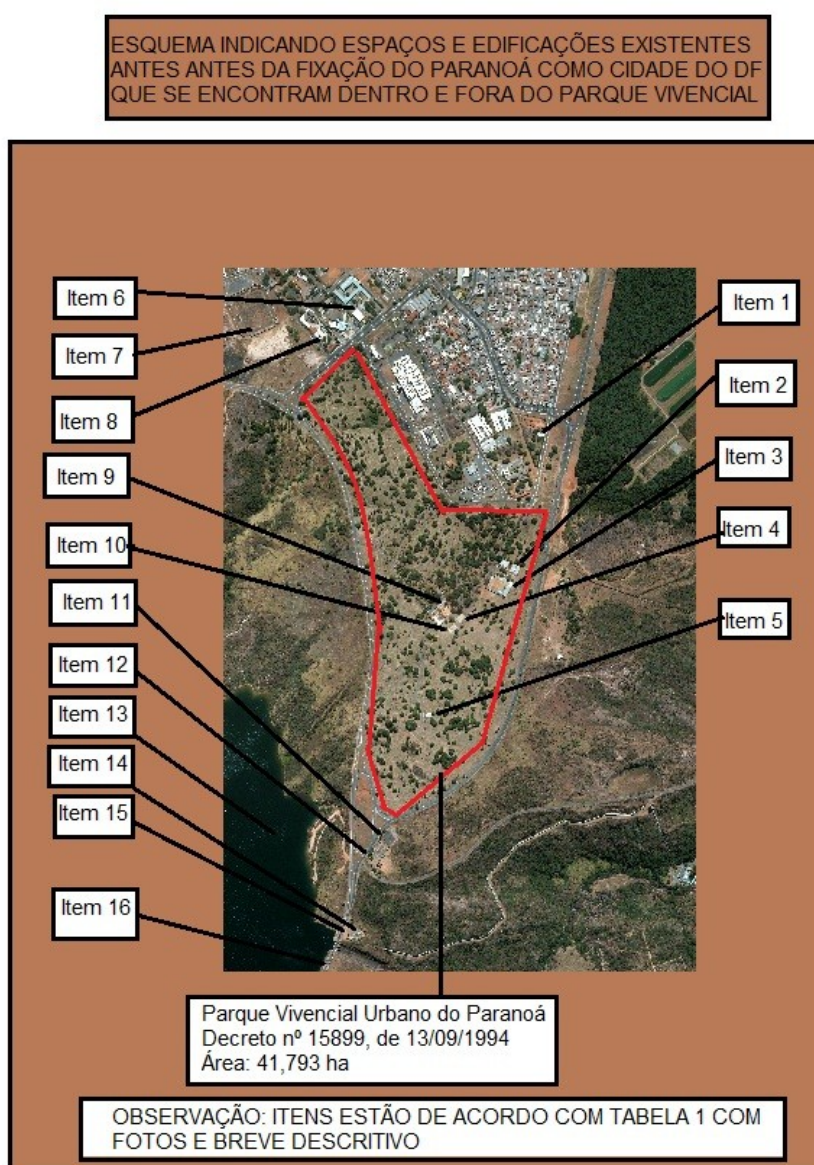 ESQUEMA INDICANDO ESPAÇOS E EDIFICAÇÕES EXISTENTES
ANTES ANTES DA FIXAÇÃO DO PARANOÁ COMO CIDADE DO DF
QUE SE ENCONTRAM DENTRO E FORA DO PARQUE VIVENCIAL
Item 6
Item 7
Item 8
Item 9
Item 10
Item 11
Item 12
Item 13
Item 14
Item 15
Item 16
Item 1
Item 2
Item 3
Item 4
Item 5
Parque Vivencial Urbano do Paranoá
Decreto nº 15899, de 13/09/1994
Área: 41,793 ha
OBSERVAÇÃO: ITENS ESTÃO DE ACORDO COM TABELA 1 COM
FOTOS E BREVE DESCRITIVO